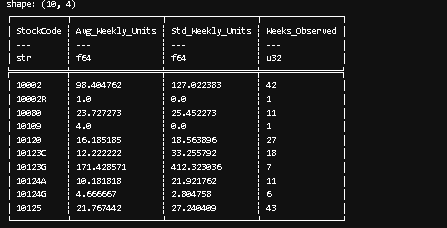 shape: (10, 4)
StockCode Avg_Weekly_Units Std_Weekly_Units Weeks_Observed
--- --- --- ---
str f64 f64 u32
10002 98.404762 127.022383 42
10002R 1.0 0.0 1
10080 23.727273 25.452273 11
10109 4.0 0.0 1
10120 16.185185 18.563896 27
10123C 12.222222 33.255792 18
10123G 171.428571 412.323036 7
10124A 10.181818 21.921762 11
10124G 4.666667 2.804758 6
10125 21.767442 27.240409 43